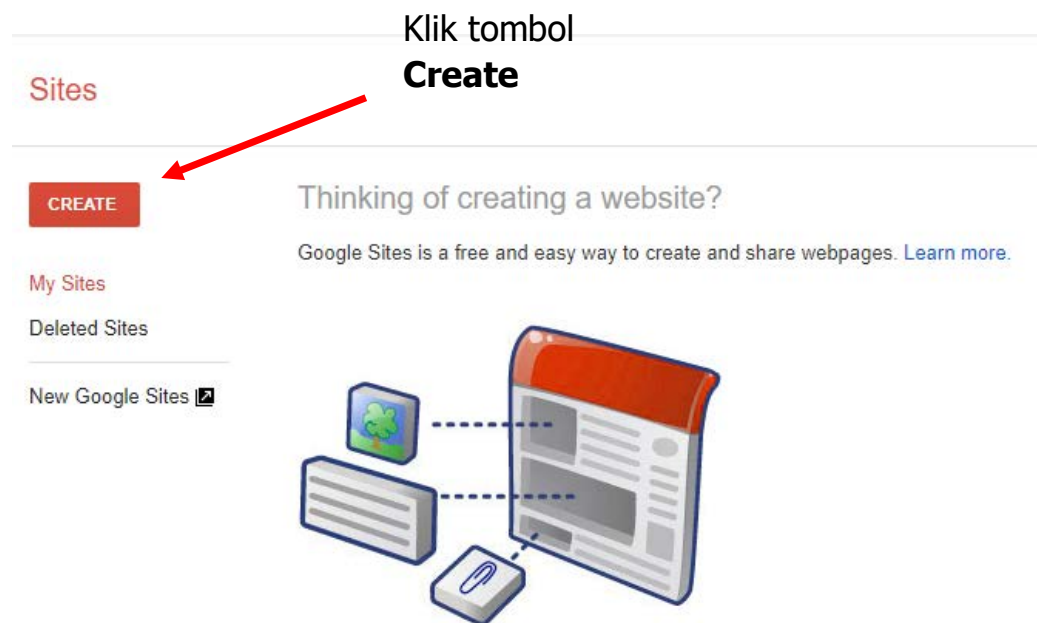 Klik tombol
Create
Sites
CREATE
Thinking of creating a website?
Google Sites is a free and easy way to create and share webpages. Learn more.
My Sites
Deleted Sites
New Google Sites